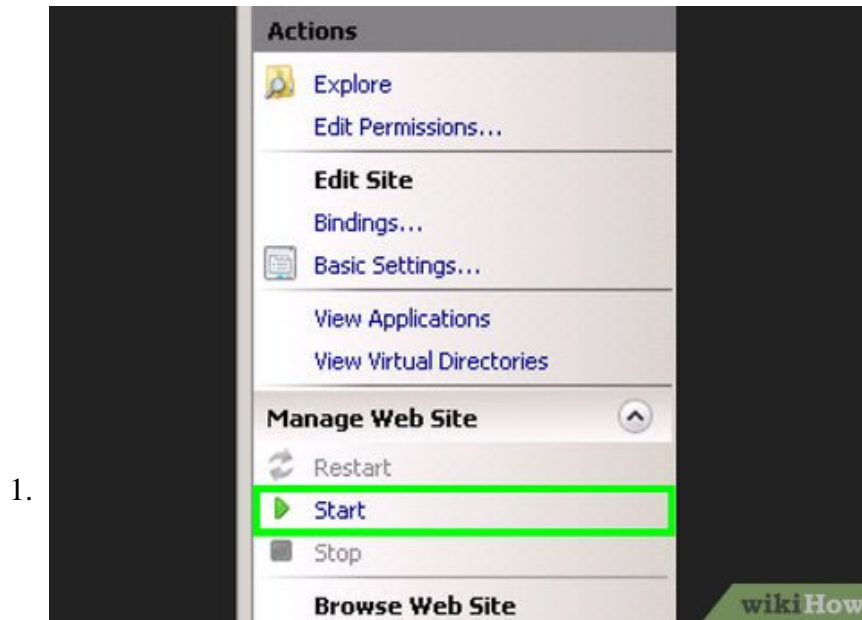 Actions
Explore
Edit Permissions...
Edit Site
Bindings...
Basic Settings...
View Applications
View Virtual Directories
Manage Web Site
Restart
1.
Start
Stop
Browse Web Site
wikiHow